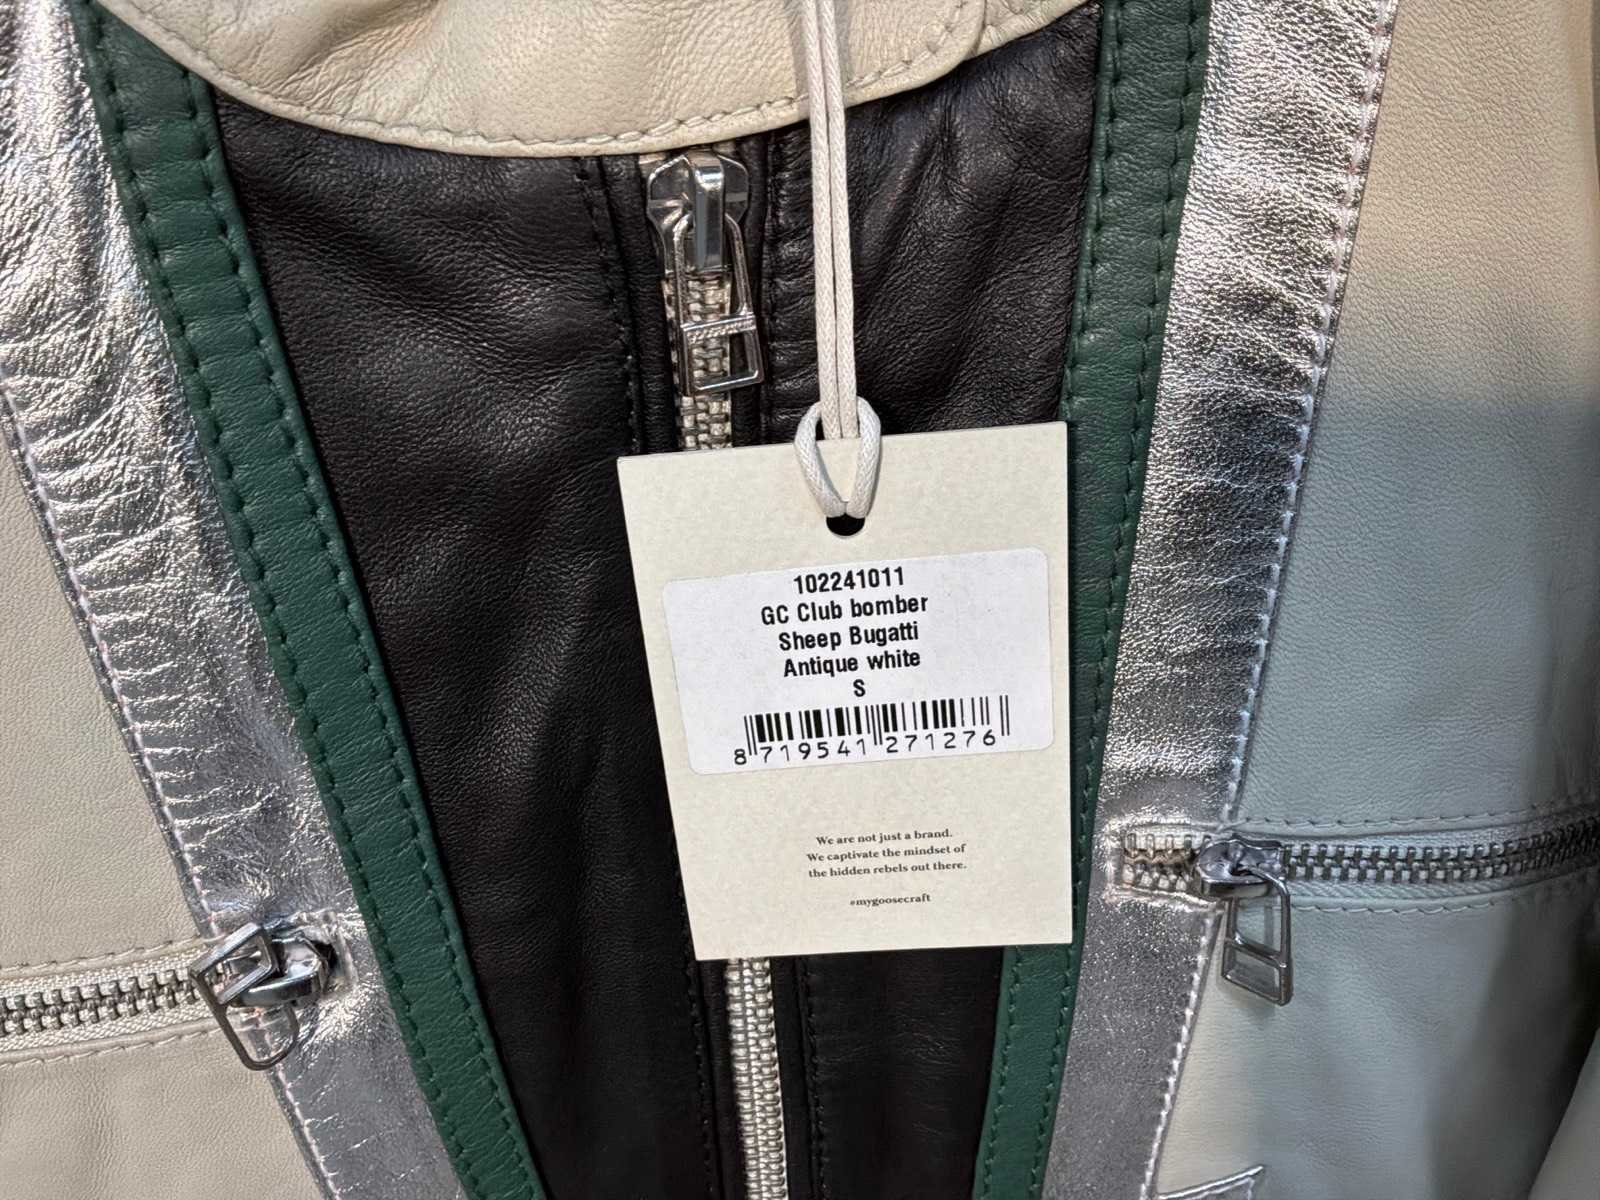 102241011
GC Club bomber
Sheep Bugatti
Antique white
S
8 719541 271276
We are not just a brand.
We captivate the mindset of
the hidden rebels out there.
#mygoosecraft